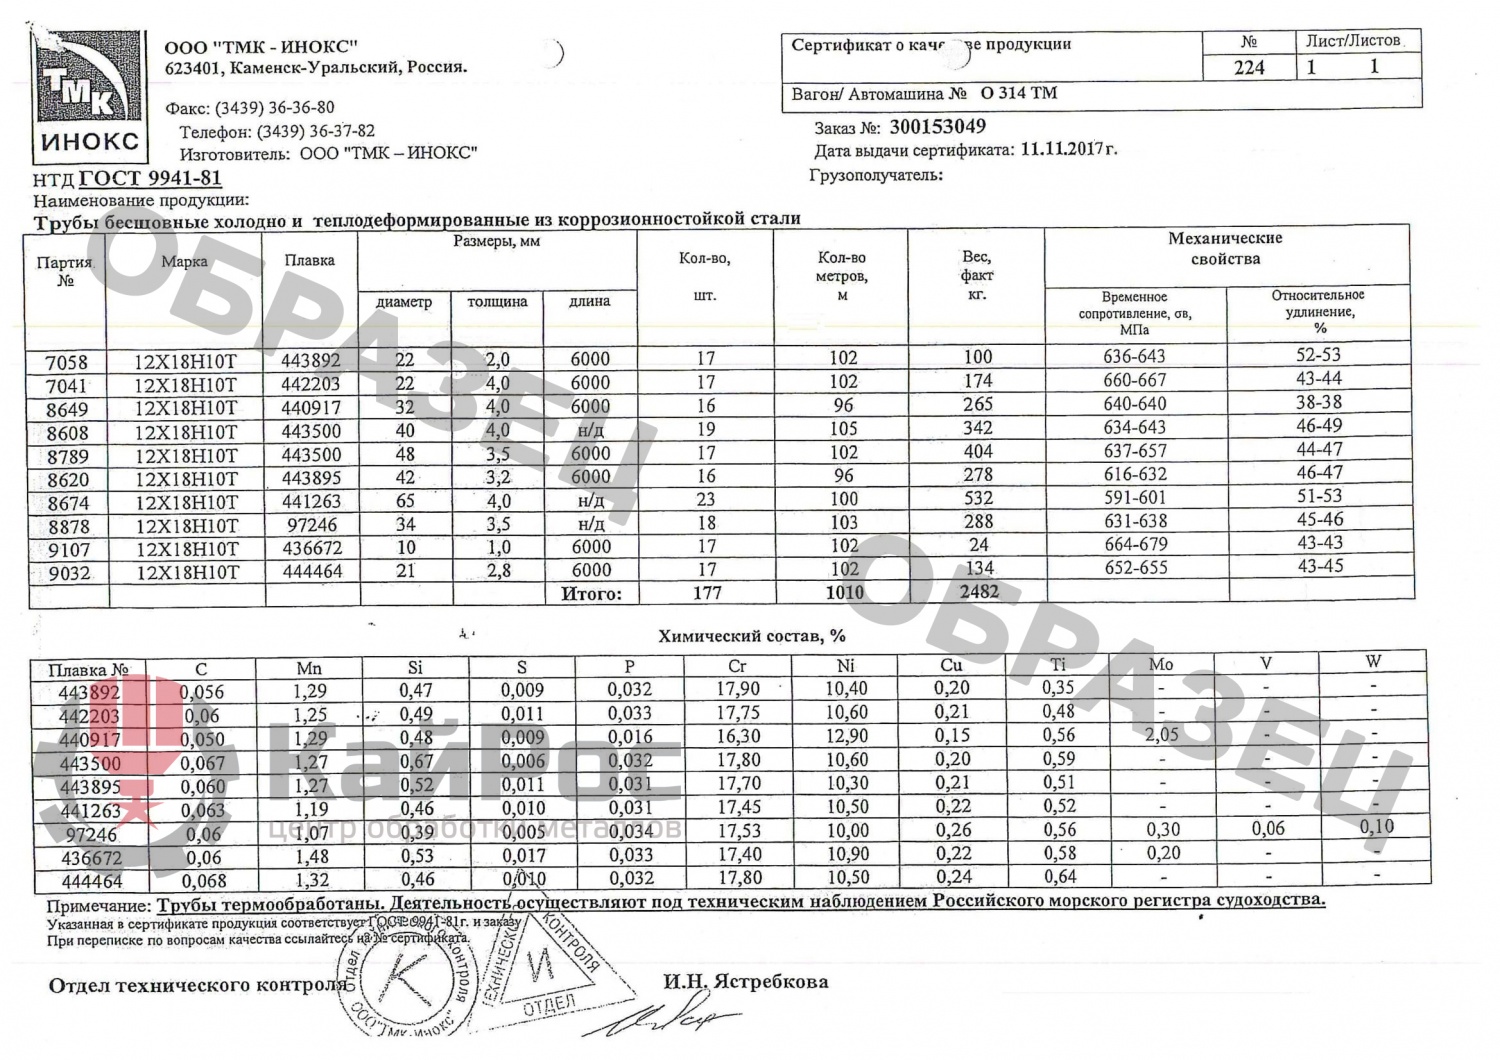 ТМК
ИНОКС
ООО "ТМК - ИНОКС"
623401, Каменск-Уральский, Россия.
Факс: (3439) 36-36-80
Телефон: (3439) 36-37-82
Изготовитель: ООО "ТМК – ИНОКС"
Сертификат о качестве продукции № Лист/Листов
224 1 1
Вагон/ Автомашина № О 314 ТМ
Заказ №: 300153049
Дата выдачи сертификата: 11.11.2017г.
Грузополучатель:
НТД ГОСТ 9941-81
Наименование продукции:
Трубы бесшовные холодно и теплодеформированные из коррозионностойкой стали
Партия № Марка Плавка Размеры, мм Кол-во, шт. Кол-во метров, м Вес, факт кг. Механические свойства
диаметр толщина длина Временное сопротивление, σв, МПа Относительное удлинение, %
7058 12Х18Н10Т 443892 22 2,0 6000 17 102 100 636-643 52-53
7041 12Х18Н10Т 442203 22 4,0 6000 17 102 174 660-667 43-44
8649 12Х18Н10Т 440917 32 4,0 6000 16 96 265 640-640 38-38
8608 12Х18Н10Т 443500 40 4,0 н/д 19 105 342 634-643 46-49
8789 12Х18Н10Т 443500 48 3,5 6000 17 102 404 637-657 44-47
8620 12Х18Н10Т 443895 42 3,2 6000 16 96 278 616-632 46-47
8674 12Х18Н10Т 441263 65 4,0 н/д 23 100 532 591-601 51-53
8878 12Х18Н10Т 97246 34 3,5 н/д 18 103 288 631-638 45-46
9107 12Х18Н10Т 436672 10 1,0 6000 17 102 24 664-679 43-43
9032 12Х18Н10Т 444464 21 2,8 6000 17 102 134 652-655 43-45
Итого: 177 1010 2482
ОБРАЗЕЦ
ОБРАЗЕЦ
Химический состав, %
Плавка № C Mn Si S P Cr Ni Cu Ti Mo V W
443892 0,056 1,29 0,47 0,009 0,032 17,90 10,40 0,20 0,35 - - -
442203 0,06 1,25 0,49 0,011 0,033 17,75 10,60 0,21 0,48 - - -
440917 0,050 1,29 0,48 0,009 0,016 16,30 12,90 0,15 0,56 2,05 - -
443500 0,067 1,27 0,67 0,006 0,032 17,80 10,60 0,20 0,59 - - -
443895 0,060 1,27 0,52 0,011 0,031 17,70 10,30 0,21 0,51 - - -
441263 0,063 1,19 0,46 0,010 0,031 17,45 10,50 0,22 0,52 - - -
97246 0,06 1,07 0,39 0,005 0,034 17,53 10,00 0,26 0,56 0,30 0,06 0,10
436672 0,06 1,48 0,53 0,017 0,033 17,40 10,90 0,22 0,58 0,20 - -
444464 0,068 1,32 0,46 0,010 0,032 17,80 10,50 0,24 0,64 - - -
КайРос
центр обработки металлов
Примечание: Трубы термообработаны. Деятельность осуществляют под техническим наблюдением Российского морского регистра судоходства.
Указанная в сертификате продукция соответствует ГОСТ 9941-81г. и заказу
При переписке по вопросам качества ссылайтесь на № сертификата.
Отдел технического контроля И.Н. Ястребкова
Отдел технического контроля
К
ООО "ТМК-ИНОКС"
ТЕХНИЧЕСКОГО КОНТРОЛЯ
И
ОТДЕЛ